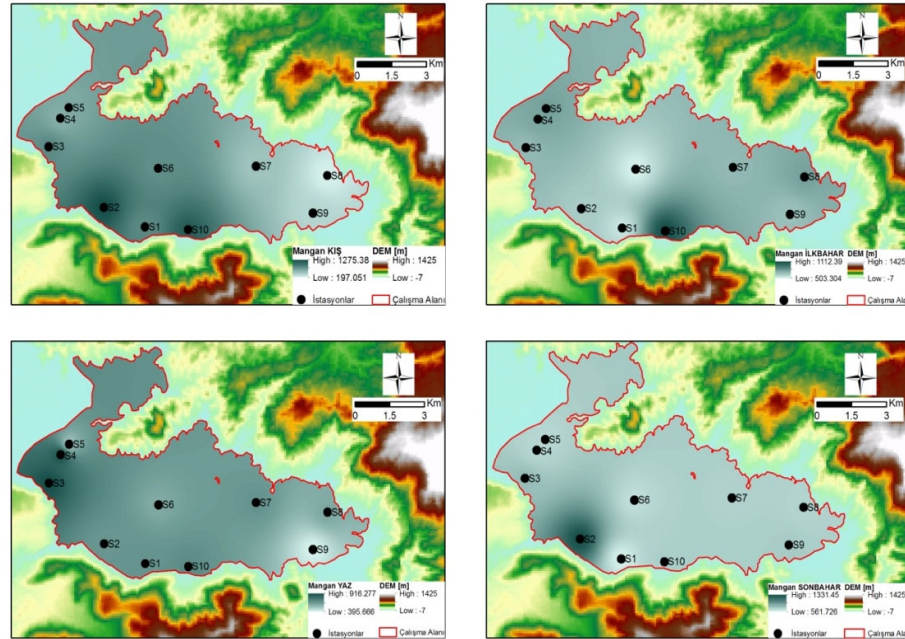 N
Km
0 1.5 3
S5
S4
S3
S6
S7
S8
S2
S9
S1
S10
Mangan KIŞ DEM [m]
High : 1275.38 High : 1425
Low : 197.051 Low : -7
İstasyonlar Çalışma Alanı
N
Km
0 1.5 3
S5
S4
S3
S6
S7
S8
S2
S9
S1
S10
Mangan İLKBAHAR DEM [m]
High : 1112.39 High : 1425
Low : 503.304 Low : -7
İstasyonlar Çalışma Alanı
N
Km
0 1.5 3
S5
S4
S3
S6
S7
S8
S2
S9
S1
S10
Mangan YAZ DEM [m]
High : 916.277 High : 1425
Low : 395.666 Low : -7
İstasyonlar Çalışma Alanı
N
Km
0 1.5 3
S5
S4
S3
S6
S7
S8
S2
S9
S1
S10
Mangan SONBAHAR DEM [m]
High : 1331.45 High : 1425
Low : 561.726 Low : -7
İstasyonlar Çalışma Alanı